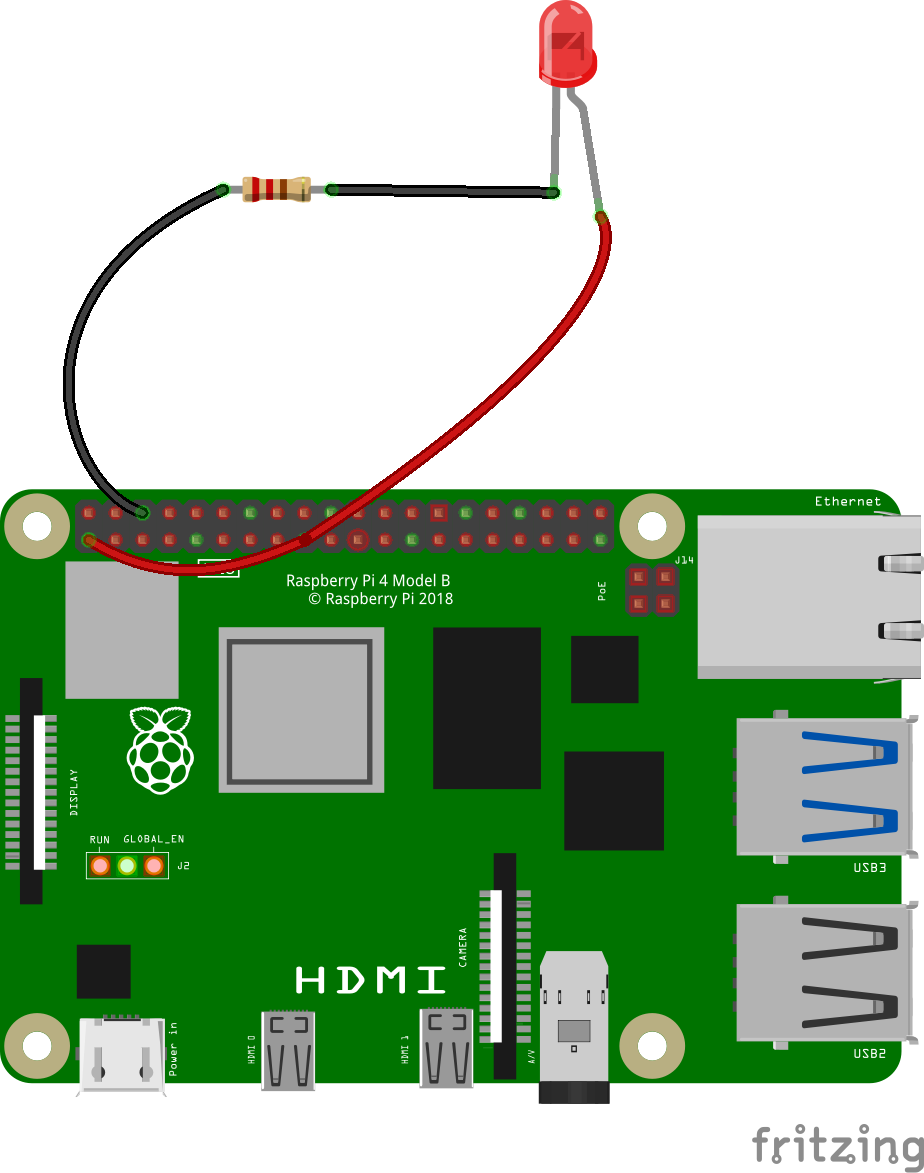 Ethernet
J14
Raspberry Pi 4 Model B
© Raspberry Pi 2018
PoE
DISPLAY
RUN
GLOBAL_EN
J2
USB3
CAMERA
HDMI
Power in
HDMI 0
HDMI 1
A/V
USB2
fritzing